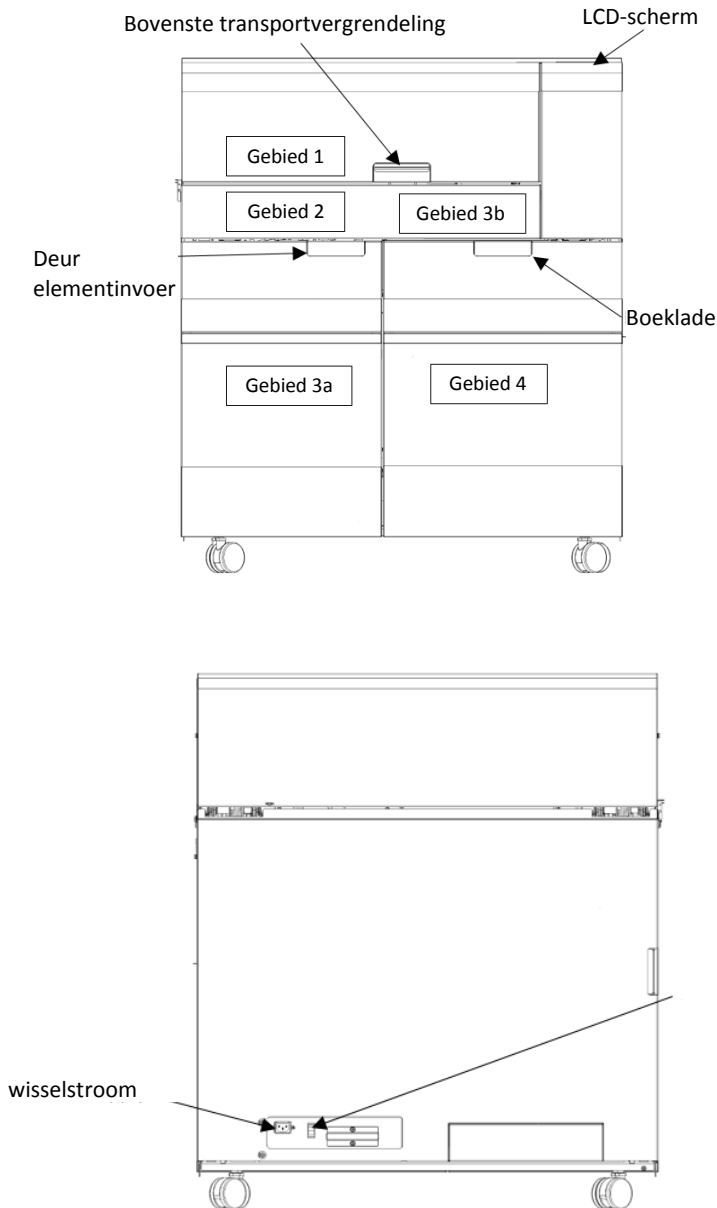 Bovenste transportvergrendeling
LCD-scherm
Gebied 1
Gebied 2
Gebied 3b
Deur
elementinvoer
Boeklade
Gebied 3a
Gebied 4
wisselstroom